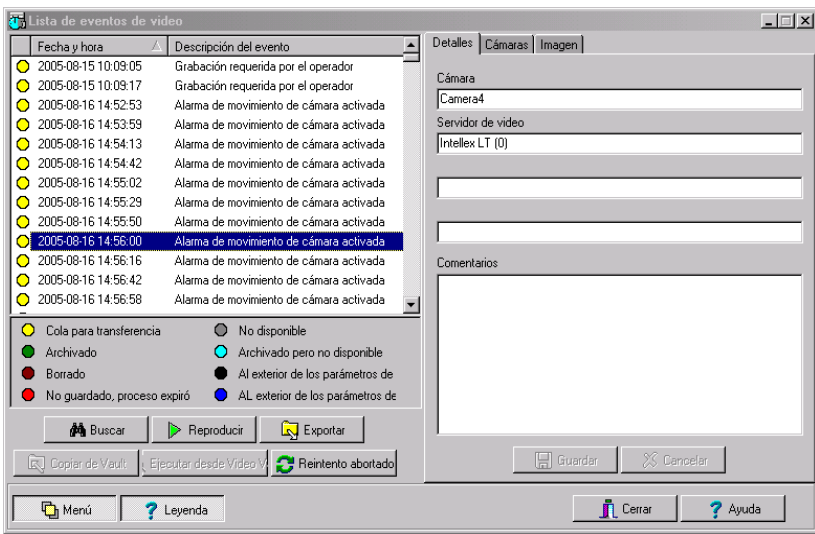 Lista de eventos de video
Fecha y hora Descripción del evento
2005-08-15 10:09:05 Grabación requerida por el operador
2005-08-15 10:09:17 Grabación requerida por el operador
2005-08-16 14:52:53 Alarma de movimiento de cámara activada
2005-08-16 14:53:59 Alarma de movimiento de cámara activada
2005-08-16 14:54:13 Alarma de movimiento de cámara activada
2005-08-16 14:54:42 Alarma de movimiento de cámara activada
2005-08-16 14:55:02 Alarma de movimiento de cámara activada
2005-08-16 14:55:29 Alarma de movimiento de cámara activada
2005-08-16 14:55:50 Alarma de movimiento de cámara activada
2005-08-16 14:56:00 Alarma de movimiento de cámara activada
2005-08-16 14:56:16 Alarma de movimiento de cámara activada
2005-08-16 14:56:42 Alarma de movimiento de cámara activada
2005-08-16 14:56:58 Alarma de movimiento de cámara activada
Cola para transferencia No disponible
Archivado Archivado pero no disponible
Borrado Al exterior de los parámetros de
No guardado, proceso expiró AL exterior de los parámetros de
Buscar Reproducir Exportar
Copiar de Vault Ejecutar desde Video V Reintento abortado
Menú Leyenda
Detalles Cámaras Imagen
Cámara
Camera4
Servidor de video
Intellex LT (0)
Comentarios
Guardar Cancelar
Cerrar Ayuda